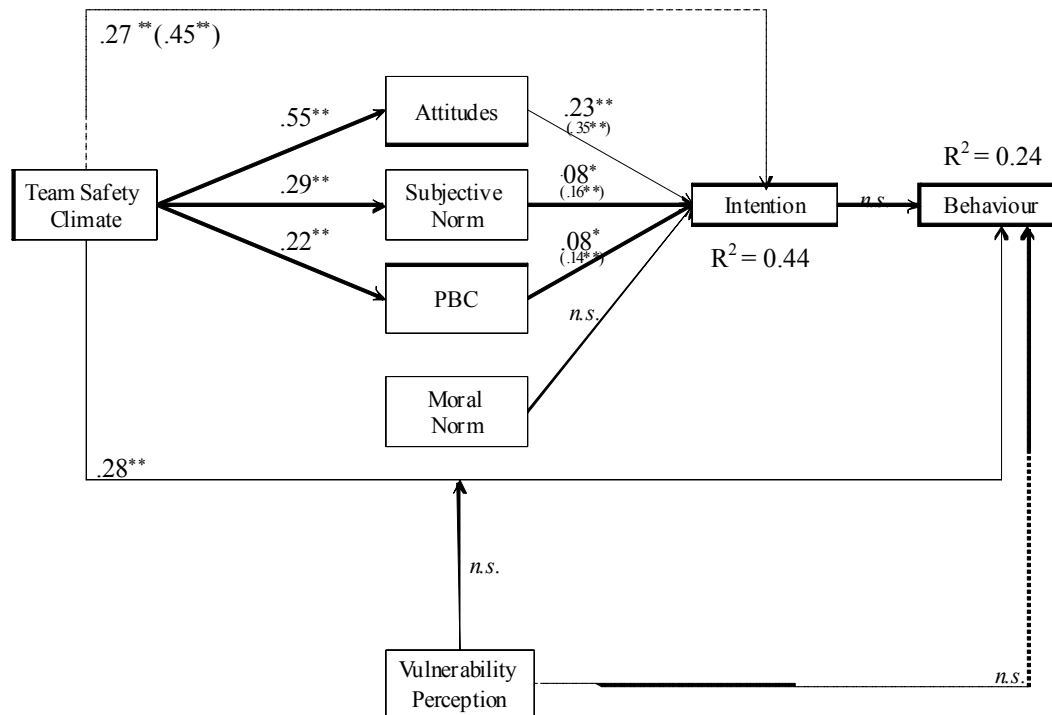 .27 **(.45**)
.55**
Attitudes
.23**
(.35**)
R² = 0.24
Team Safety
Climate
.29**
Subjective
Norm
.08*
(.16**)
Intention
n.s.
Behaviour
.22**
.08*
(.14**)
R² = 0.44
PBC
n.s.
Moral
Norm
.28**
n.s.
Vulnerability
Perception
n.s.